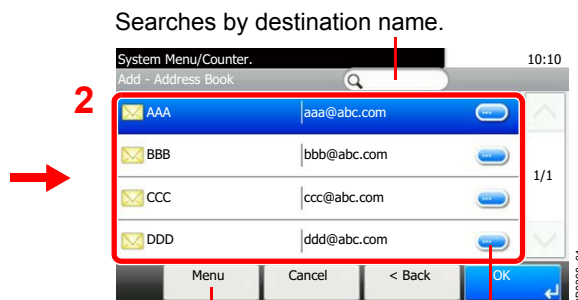 Searches by destination name.
System Menu/Counter.
10:10
Add - Address Book
2
AAA aaa@abc.com
BBB bbb@abc.com
1/1
CCC ccc@abc.com
DDD ddd@abc.com
Menu Cancel < Back OK